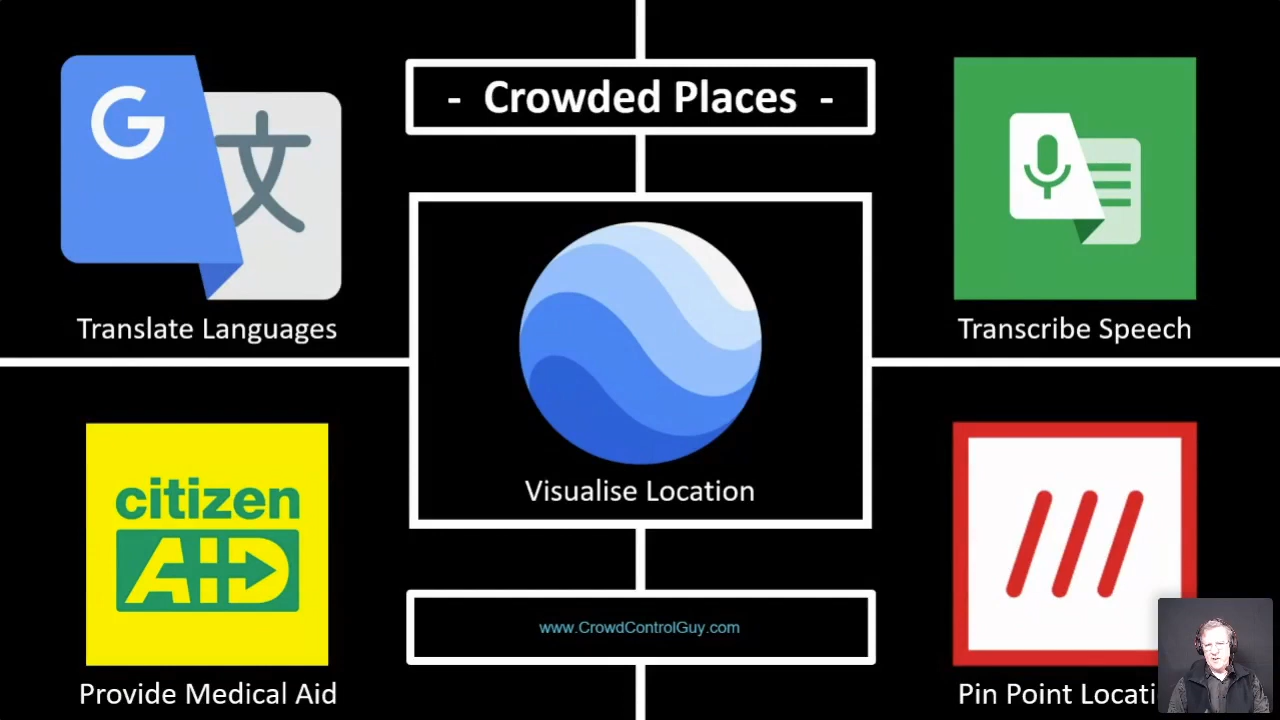 - Crowded Places -
G 文
Translate Languages
Transcribe Speech
Visualise Location
citizen
AID
Provide Medical Aid
www.CrowdControlGuy.com
Pin Point Locati